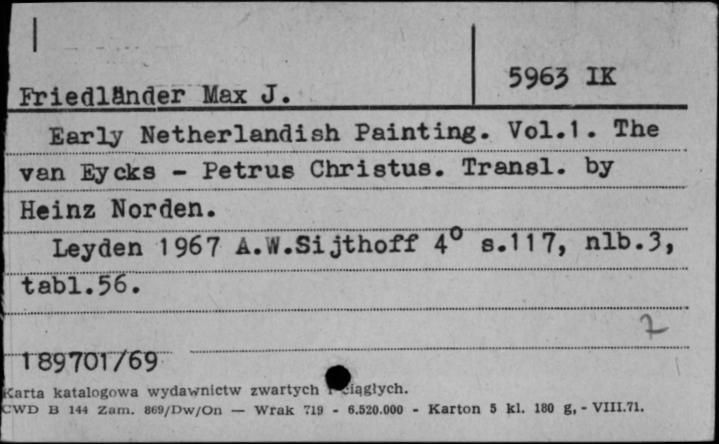 5963 IK
Friedländer Max J.
Early Netherlandish Painting. Vol.1. The
van Eycks - Petrus Christus. Transl. by
Heinz Norden.
Leyden 1967 A.W.Sijthoff 4° s.117, nlb.3,
tabl.56.
189701/69
Karta katalogowa wydawnictw zwartych i ciągłych.
CWD B 144 Zam. 869/Dw/On — Wrak 719 - 6.520.000 - Karton 5 kl. 180 g, - VIII.71.